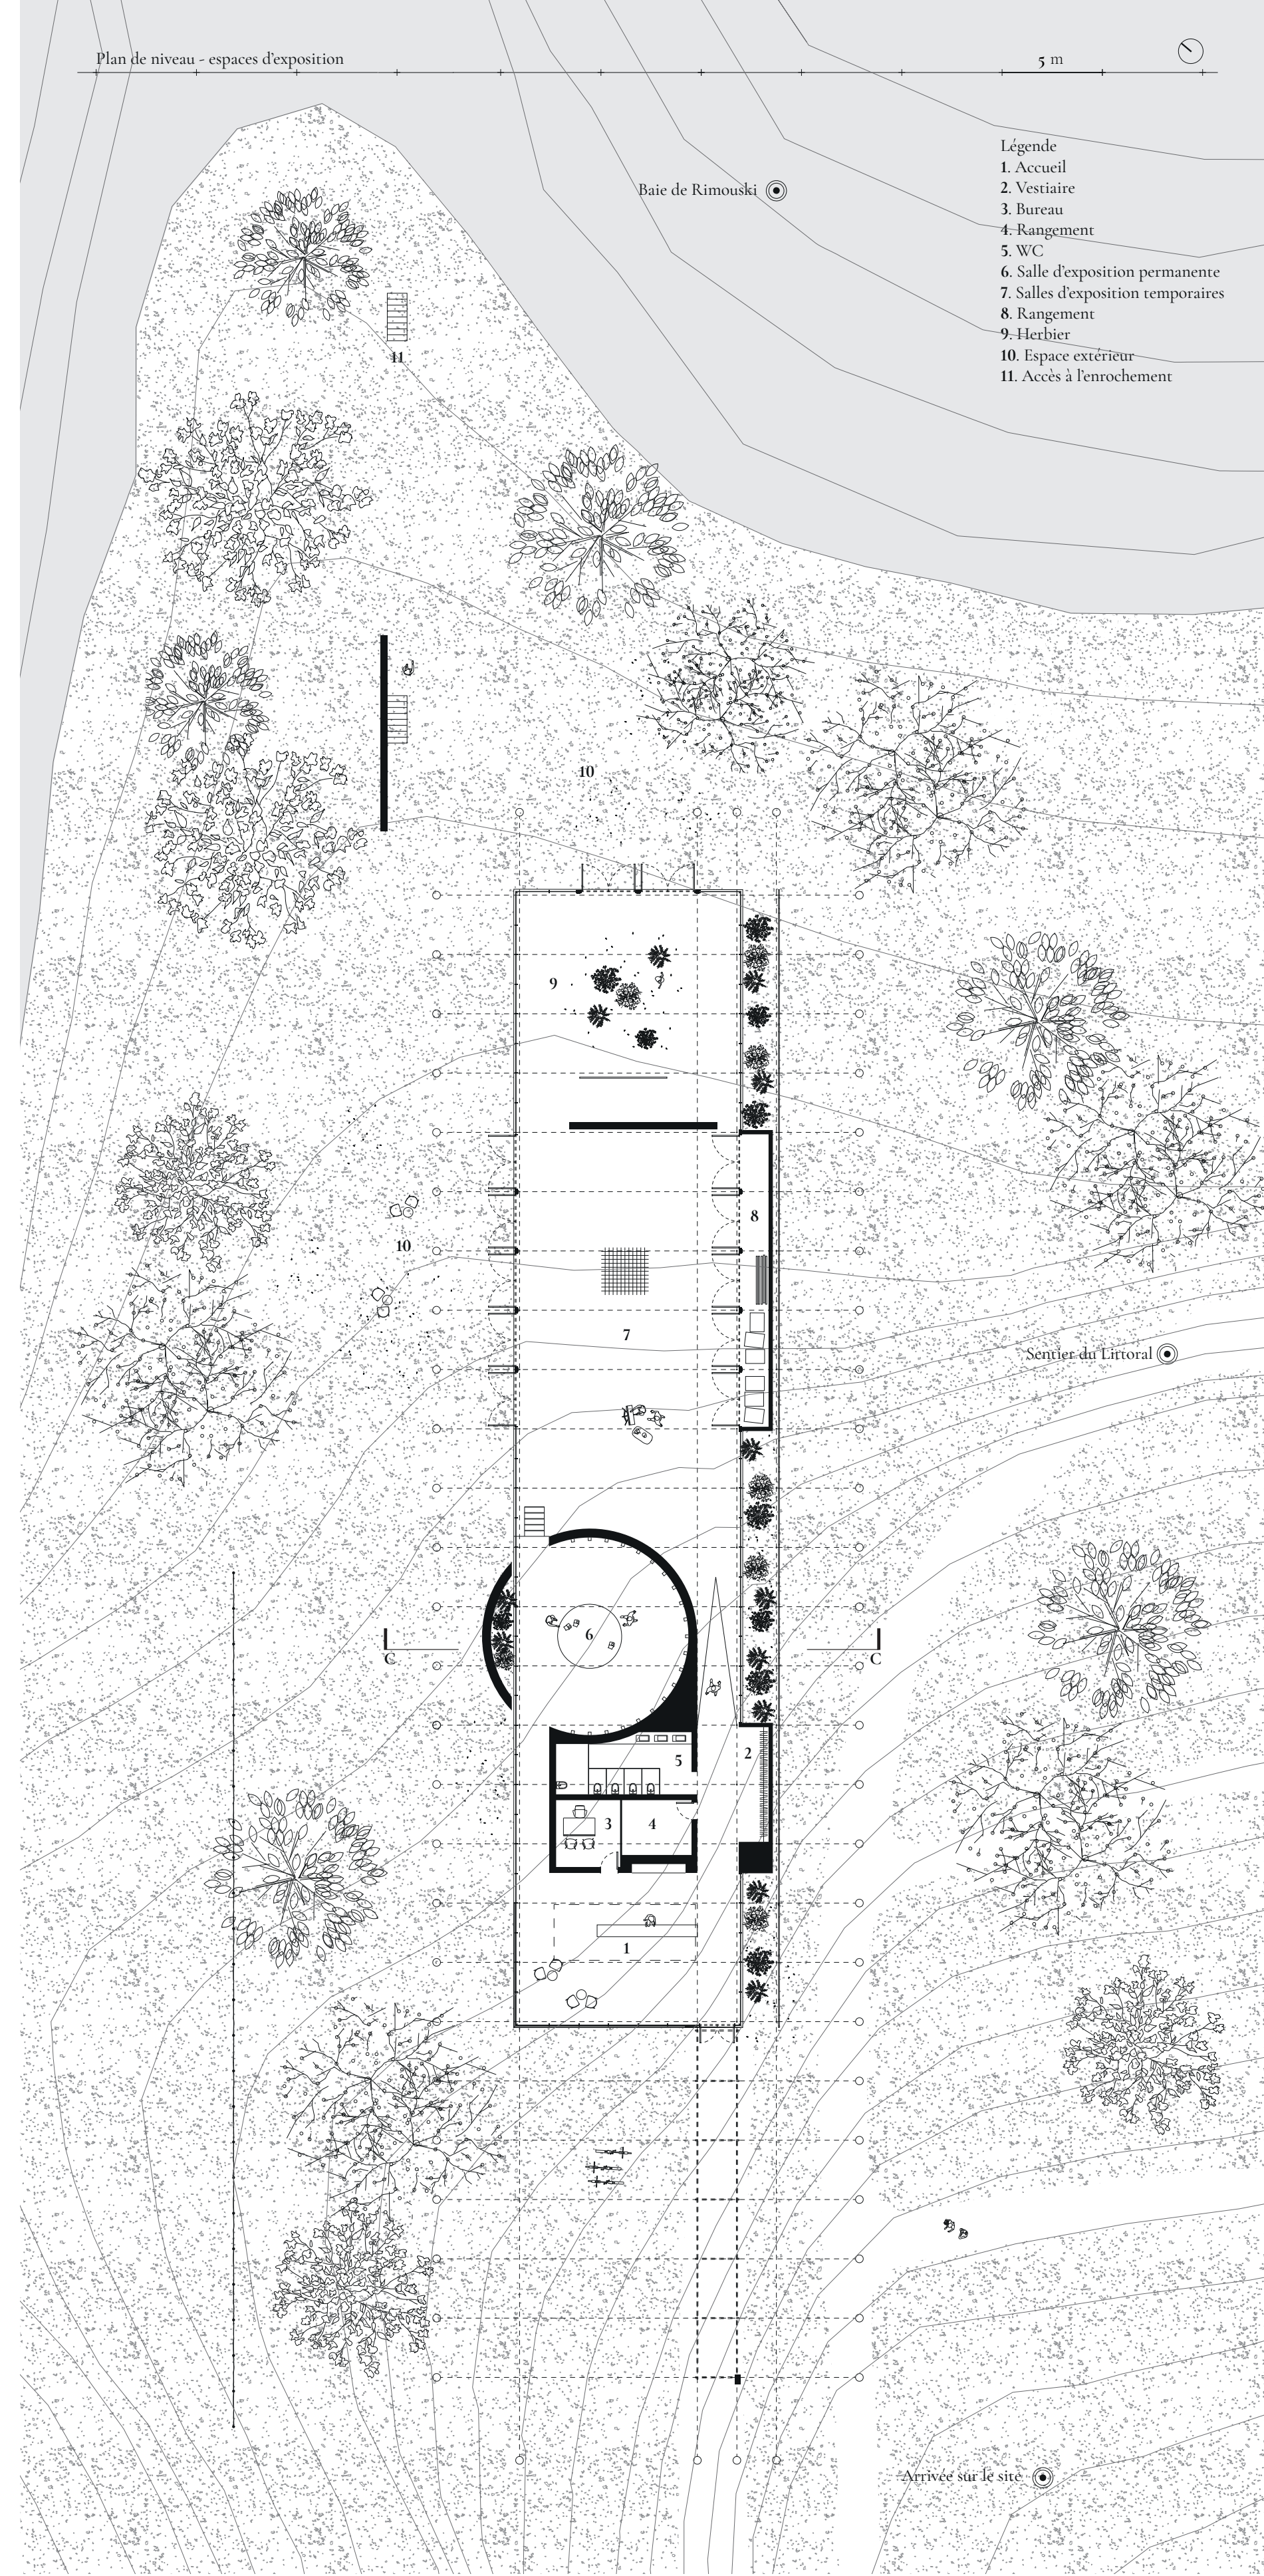 Plan de niveau - espaces d’exposition
5 m
Légende
1. Accueil
2. Vestiaire
3. Bureau
4. Rangement
5. WC
6. Salle d’exposition permanente
7. Salles d’exposition temporaires
8. Rangement
9. Herbier
10. Espace extérieur
11. Accès à l’enrochement
Baie de Rimouski
11
10
9
8
10
7
Sentier du Littoral
6
C
C
2
5
3
4
1
Arrivée sur le site